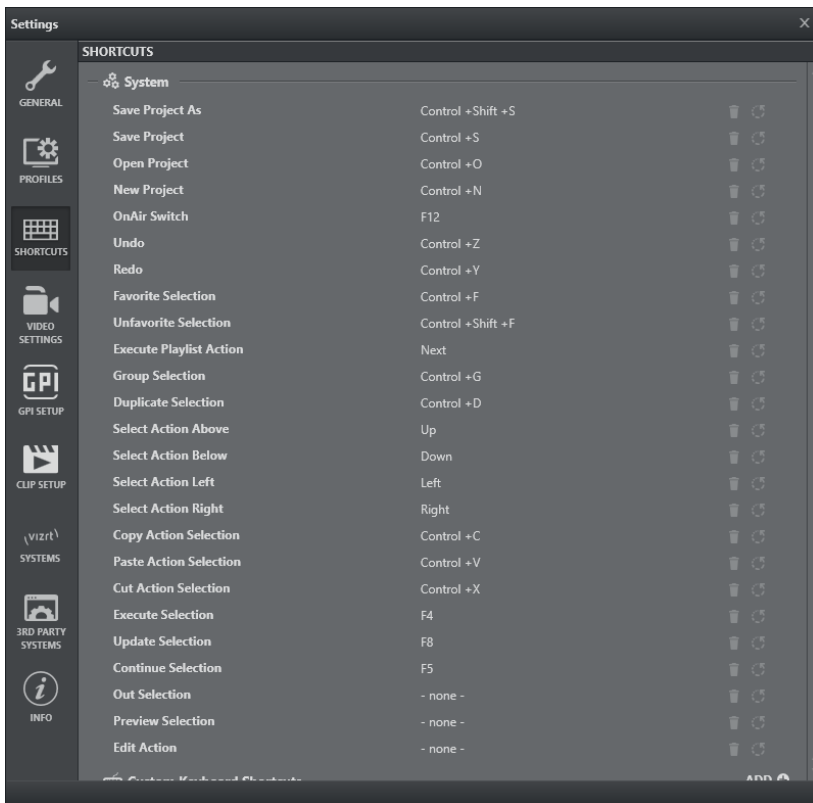 Settings
SHORTCUTS
System
Save Project As Control +Shift +S
Save Project Control +S
Open Project Control +O
New Project Control +N
OnAir Switch F12
Undo Control +Z
Redo Control +Y
Favorite Selection Control +F
Unfavorite Selection Control +Shift +F
Execute Playlist Action Next
Group Selection Control +G
Duplicate Selection Control +D
Select Action Above Up
Select Action Below Down
Select Action Left Left
Select Action Right Right
Copy Action Selection Control +C
Paste Action Selection Control +V
Cut Action Selection Control +X
Execute Selection F4
Update Selection F8
Continue Selection F5
Out Selection - none -
Preview Selection - none -
Edit Action - none -
Custom Keyboard Shortcuts ADD
GENERAL
PROFILES
SHORTCUTS
VIDEO
SETTINGS
GPI
GPI SETUP
CLIP SETUP
vizrt
SYSTEMS
3RD PARTY
SYSTEMS
i
INFO